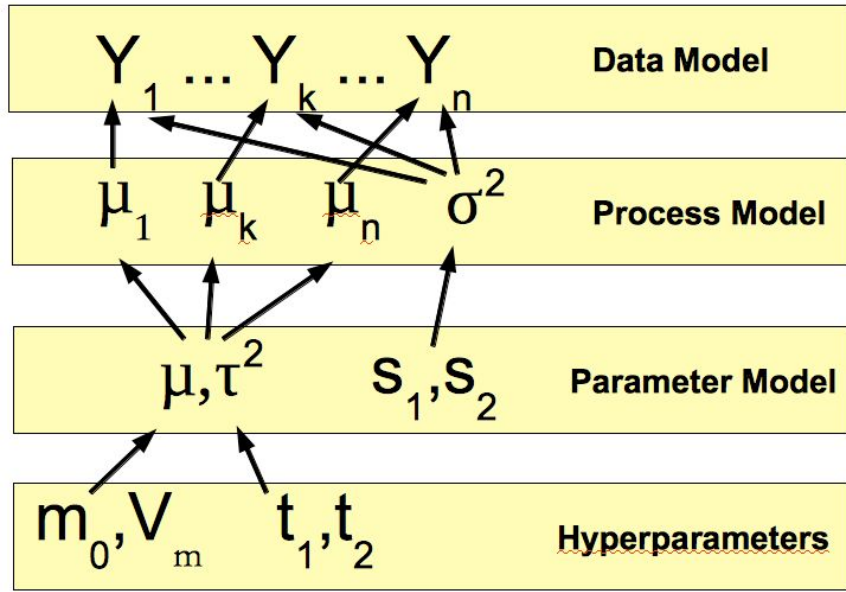 Y₁ ... Yₖ ... Yₙ Data Model
μ₁ μₖ μₙ σ² Process Model
μ,τ² s₁,s₂ Parameter Model
m₀,Vₘ t₁,t₂ Hyperparameters